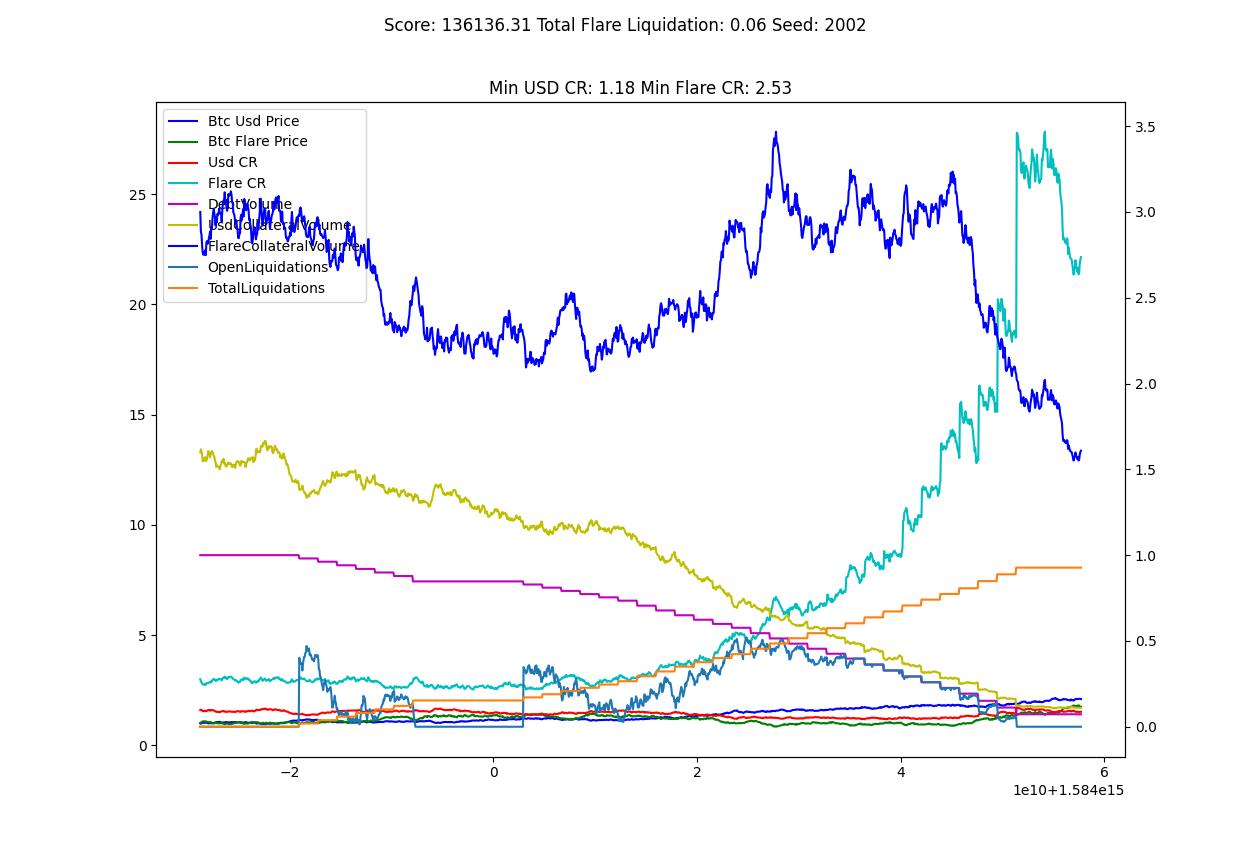 Score: 136136.31 Total Flare Liquidation: 0.06 Seed: 2002
Min USD CR: 1.18 Min Flare CR: 2.53
Btc Usd Price
Btc Flare Price
Usd CR
Flare CR
DebtVolume
UsdCollateralVolume
FlareCollateralVolume
OpenLiquidations
TotalLiquidations
25
20
15
10
5
0
3.5
3.0
2.5
2.0
1.5
1.0
0.5
0.0
−2
0
2
4
6
1e10+1.584e15